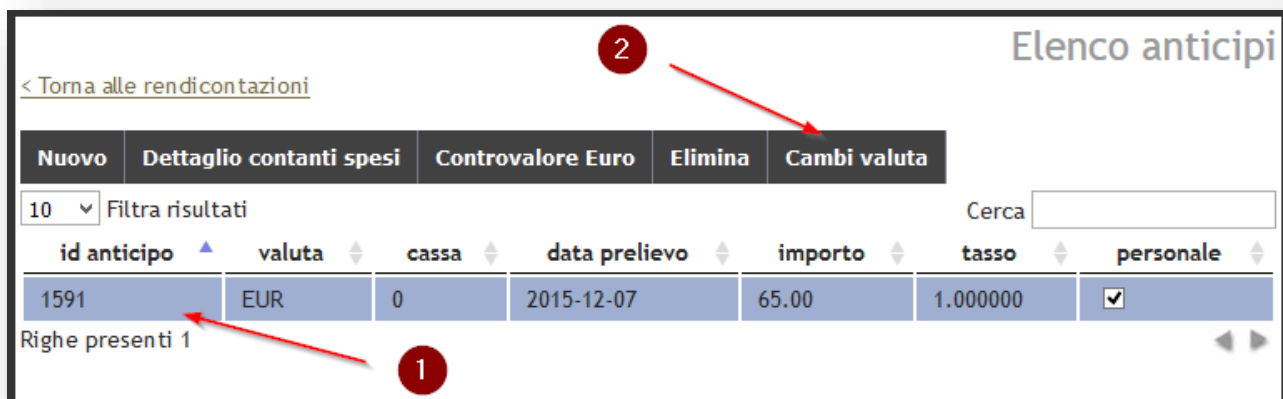 Elenco anticipi
2
< Torna alle rendicontazioni
Nuovo Dettaglio contanti spesi Controvalore Euro Elimina Cambi valuta
10 Filtra risultati Cerca
id anticipo valuta cassa data prelievo importo tasso personale
1591 EUR 0 2015-12-07 65.00 1.000000
Righe presenti 1
1